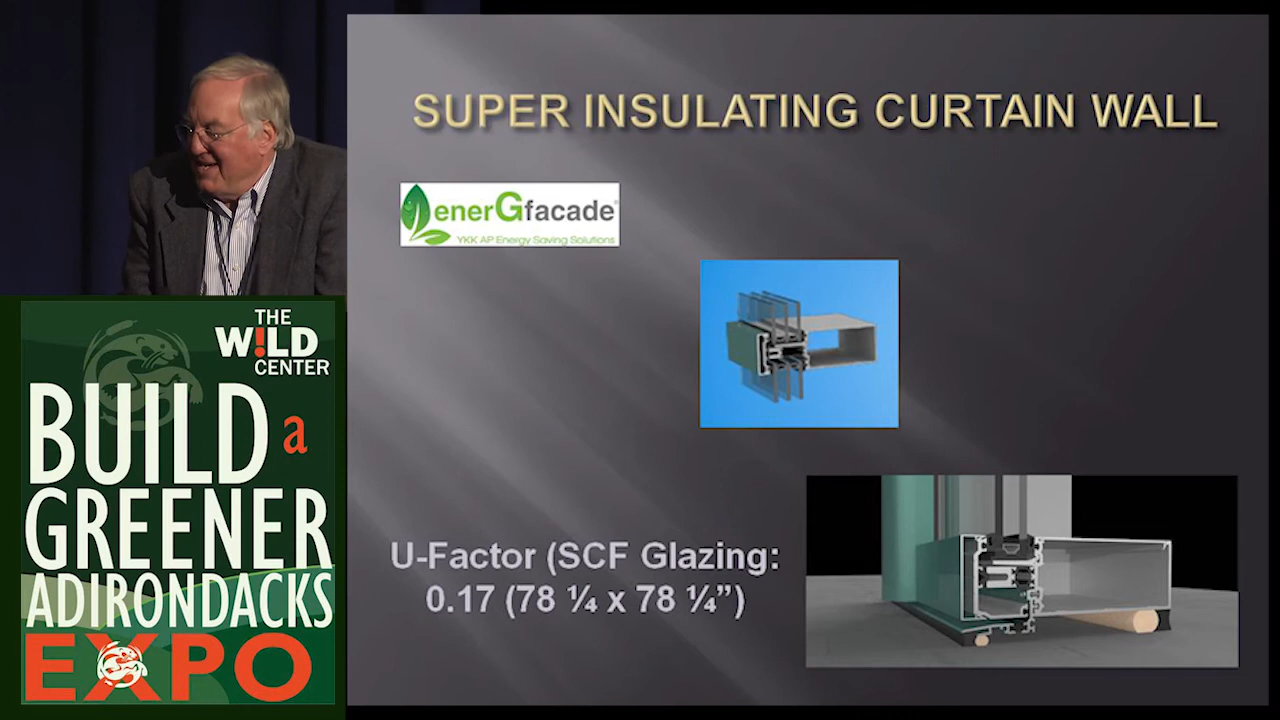 SUPER INSULATING CURTAIN WALL
enerGfacade®
YKK AP Energy Saving Solutions
U-Factor (SCF Glazing:
0.17 (78 ¼ x 78 ¼”)
THE
W!LD
CENTER
BUILD a
GREENER
ADIRONDACKS
EXPO